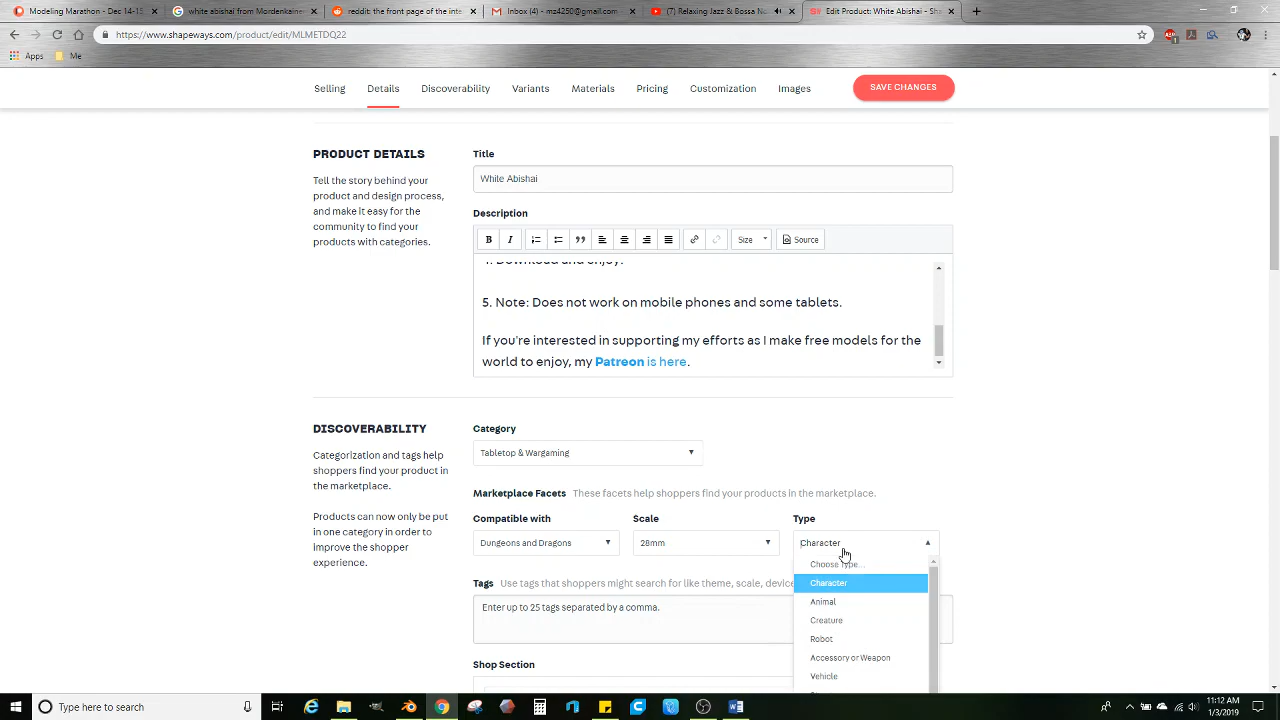 Modeling Marathon - Dec 14-15
white abishai from Mordenkainen
reddit: the front page of the inte
Inbox (6) - mz4250@gmail.com
(7) Relaxing Jazz & Bossa No
Edit Product: White Abishai - Sh
https://www.shapeways.com/product/edit/MLMETDQ22
Apps
Me
Selling
Details
Discoverability
Variants
Materials
Pricing
Customization
Images
SAVE CHANGES
PRODUCT DETAILS
Tell the story behind your
product and design process,
and make it easy for the
community to find your
products with categories.
Title
White Abishai
Description
B I
Size
Source
4. Download and enjoy!
5. Note: Does not work on mobile phones and some tablets.
If you're interested in supporting my efforts as I make free models for the
world to enjoy, my Patreon is here.
DISCOVERABILITY
Categorization and tags help
shoppers find your product in
the marketplace.
Products can now only be put
in one category in order to
improve the shopper
experience.
Category
Tabletop & Wargaming
Marketplace Facets These facets help shoppers find your products in the marketplace.
Compatible with
Dungeons and Dragons
Scale
28mm
Type
Character
Choose Type...
Character
Animal
Creature
Robot
Accessory or Weapon
Vehicle
Tags Use tags that shoppers might search for like theme, scale, device
Enter up to 25 tags separated by a comma.
Shop Section
Type here to search
11:12 AM
1/3/2019